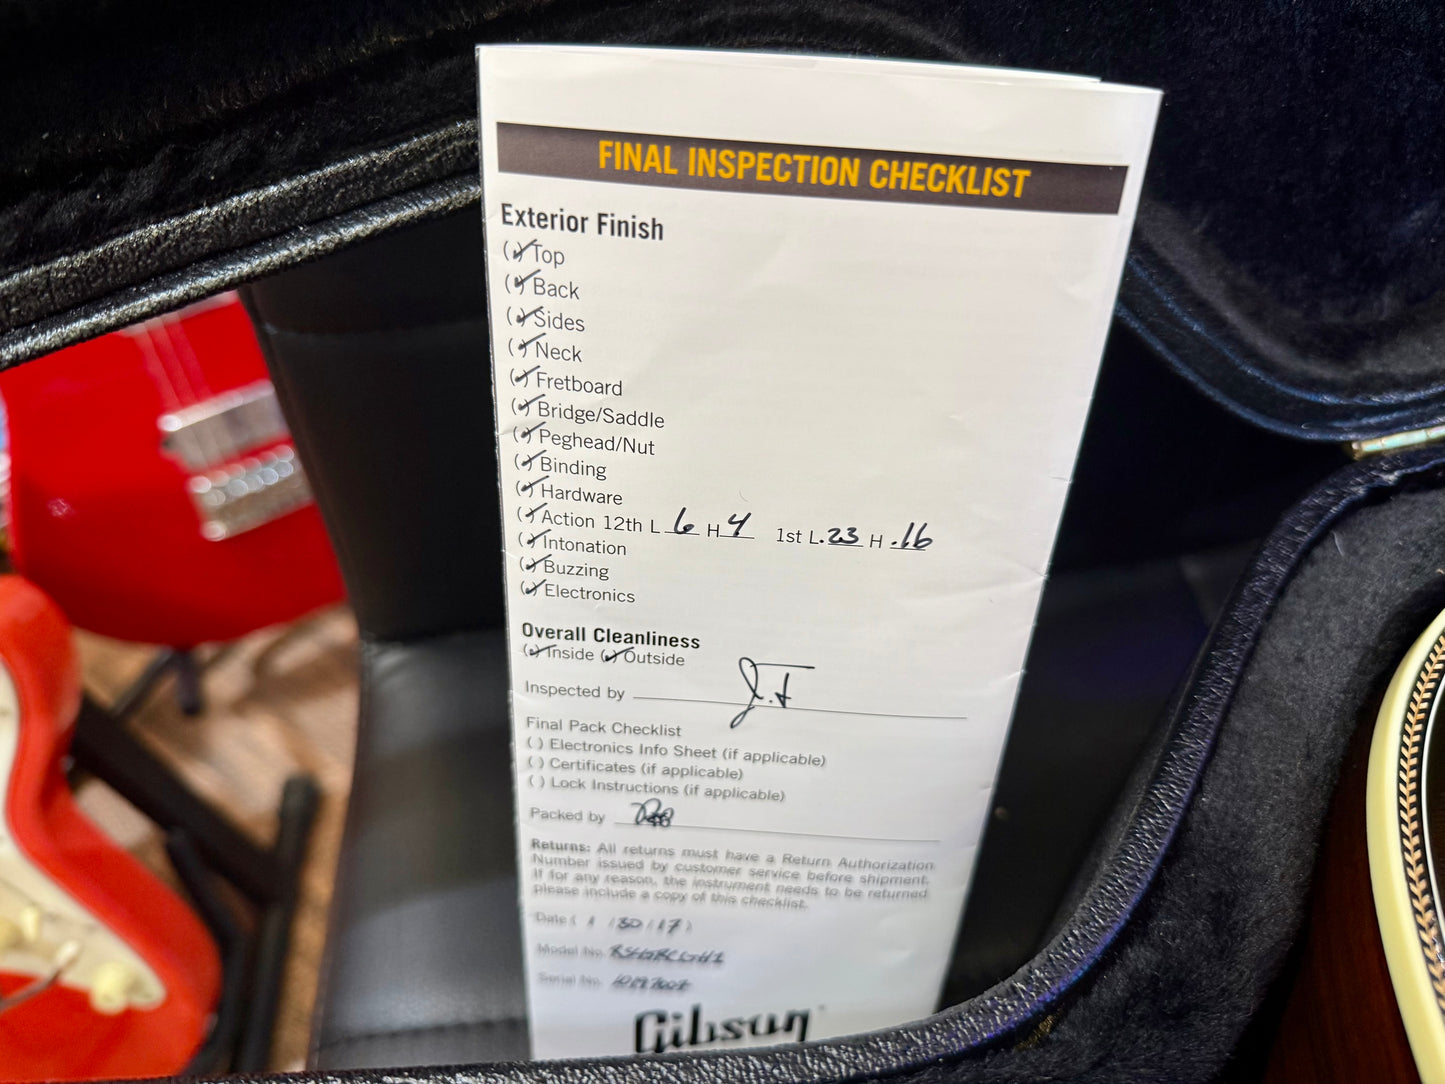 FINAL INSPECTION CHECKLIST
Exterior Finish
(✓) Top
(✓) Back
(✓) Sides
(✓) Neck
(✓) Fretboard
(✓) Bridge/Saddle
(✓) Peghead/Nut
(✓) Binding
(✓) Hardware
(✓) Action 12th L 6 H 4 1st L .23 H .16
(✓) Intonation
(✓) Buzzing
(✓) Electronics
Overall Cleanliness
(✓) Inside (✓) Outside
Inspected by J.T
Final Pack Checklist
( ) Electronics Info Sheet (if applicable)
( ) Certificates (if applicable)
( ) Lock Instructions (if applicable)
Packed by
Returns: All returns must have a Return Authorization
Number issued by customer service before shipment.
If for any reason, the instrument needs to be returned
please include a copy of this checklist.
Date ( 1 / 30 / 17 )
Model No.
Serial No.
Gibson